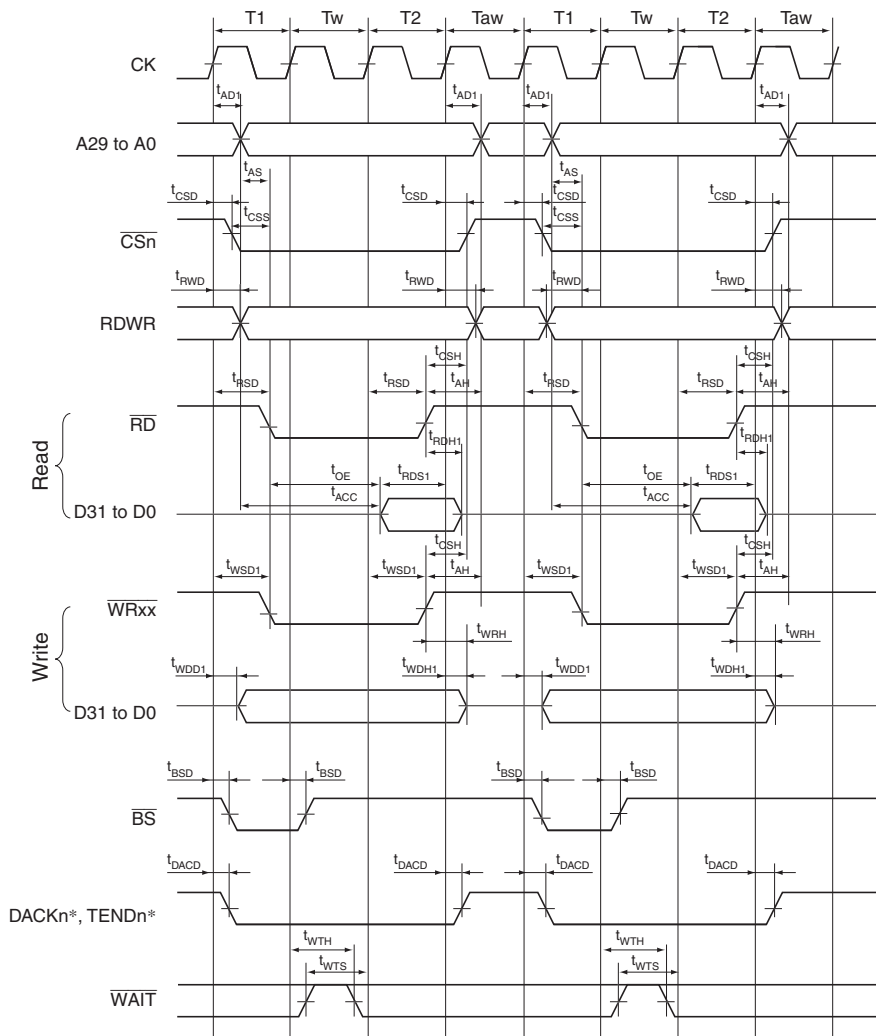 T1 Tw T2 Taw T1 Tw T2 Taw
CK
tAD1 tAD1 tAD1 tAD1
A29 to A0
tAS tAS
tCSD tCSD tCSD tCSD
tCSS tCSS
CSn
tRWD tRWD tRWD tRWD
RDWR
tCSH tCSH
tRSD tRSD tAH tRSD tRSD tAH
RD
tRDH1 tRDH1
Read
tOE tRDS1 tOE tRDS1
tACC tACC
D31 to D0
tCSH tCSH
tWSD1 tWSD1 tAH tWSD1 tWSD1 tAH
WRxx
tWRH tWRH
Write
tWDD1 tWDH1 tWDD1 tWDH1
D31 to D0
tBSD tBSD tBSD tBSD
BS
tDACD tDACD tDACD tDACD
DACKn*, TENDn*
tWTH tWTH
tWTS tWTS
WAIT